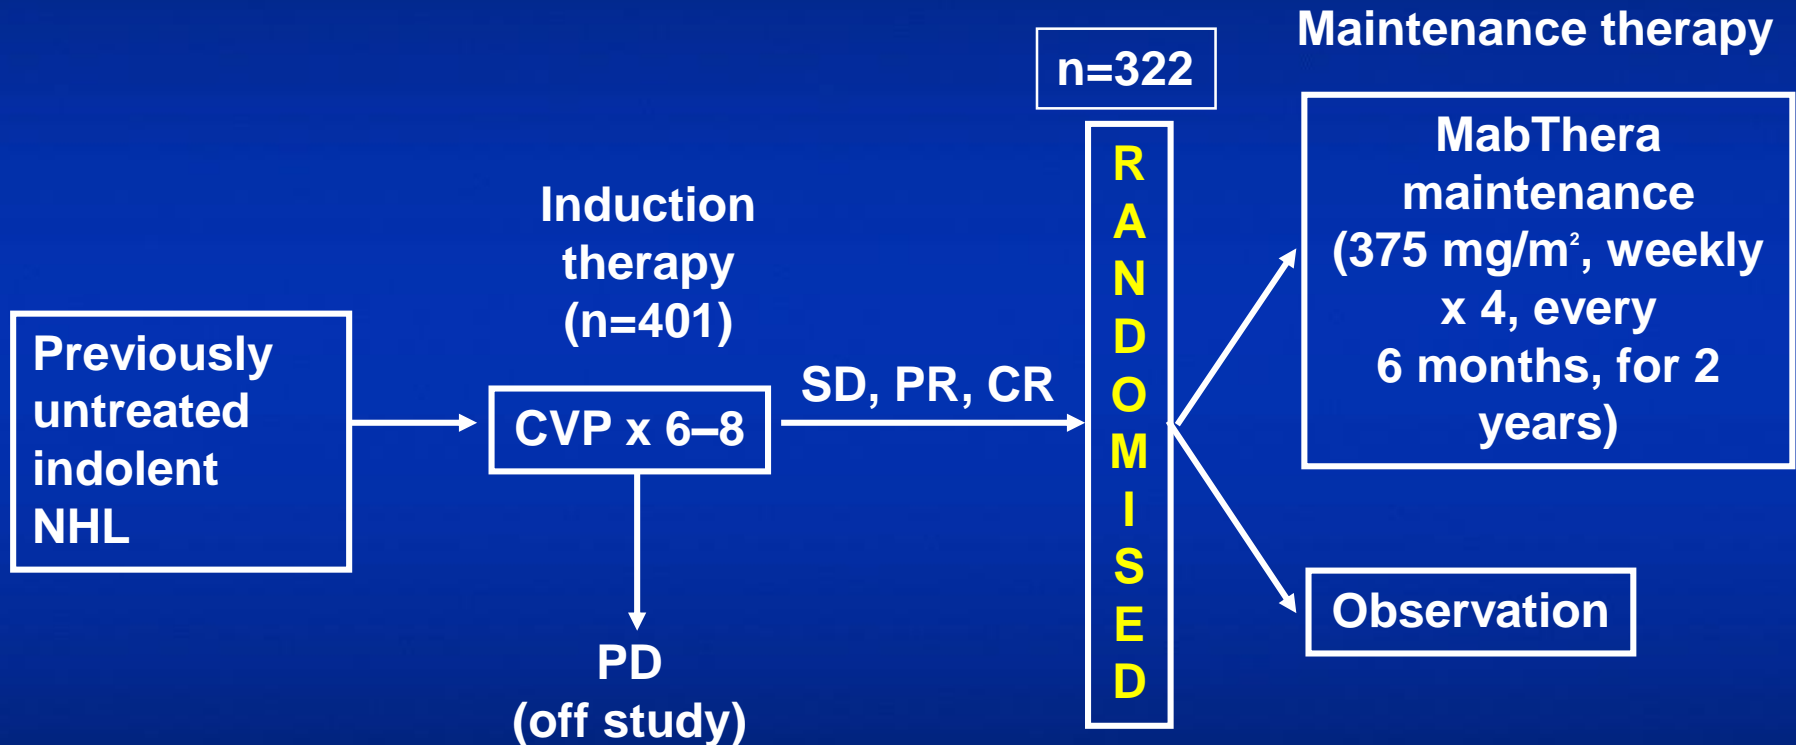 Previously
untreated
indolent
NHL
Induction
therapy
(n=401)
CVP x 6–8
PD
(off study)
SD, PR, CR
n=322
R
A
N
D
O
M
I
S
E
D
Maintenance therapy
MabThera
maintenance
(375 mg/m², weekly
x 4, every
6 months, for 2
years)
Observation